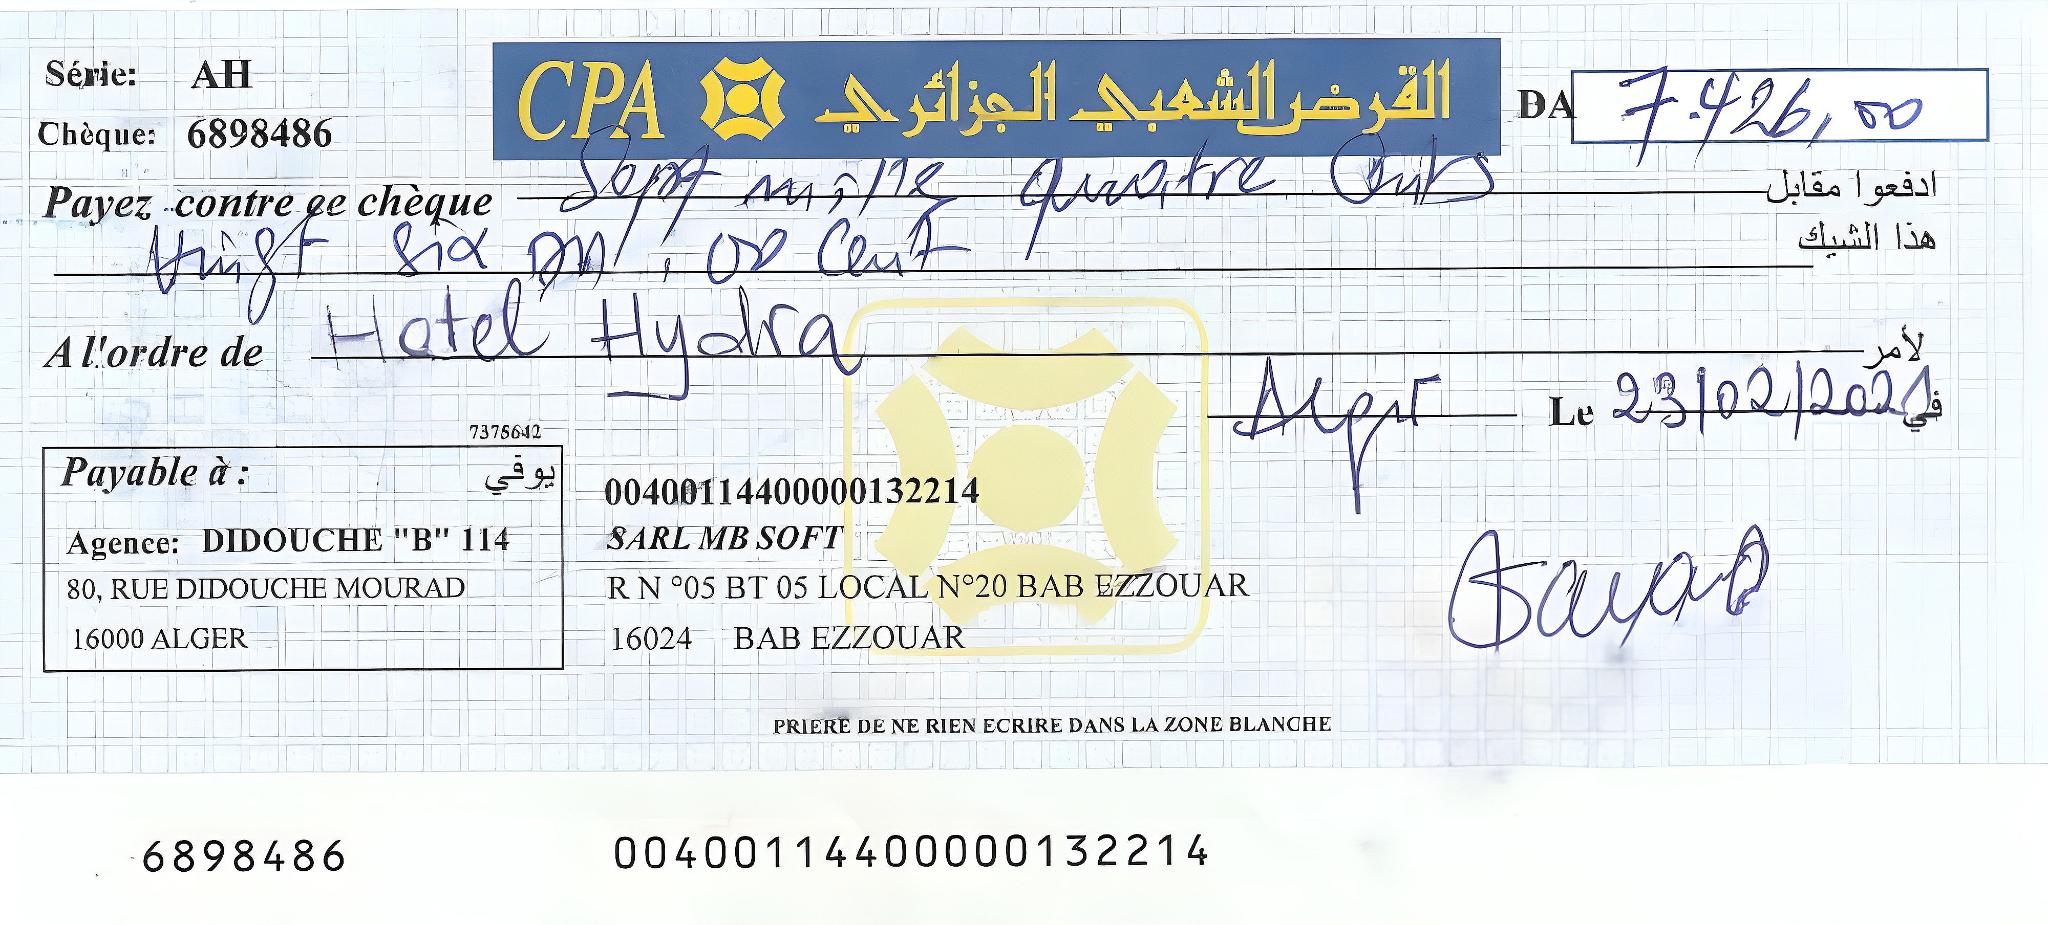 Série: AH
CPA القرض الشعبي الجزائري
DA 7.426,00
Chèque: 6898486
Payez contre ce chèque Sept mille quatre Cents ادفعوا مقابل
هذا الشيك
Vingt six DA, 00 Cent
A l'ordre de Hotel Hydra لأمر
Alger Le 23/02/2021 في
7375642
Payable à : يوفي
Agence: DIDOUCHE "B" 114
80, RUE DIDOUCHE MOURAD
16000 ALGER
00400114400000132214
SARL MB SOFT
R N °05 BT 05 LOCAL N°20 BAB EZZOUAR
16024 BAB EZZOUAR
PRIERE DE NE RIEN ECRIRE DANS LA ZONE BLANCHE
6898486 00400114400000132214